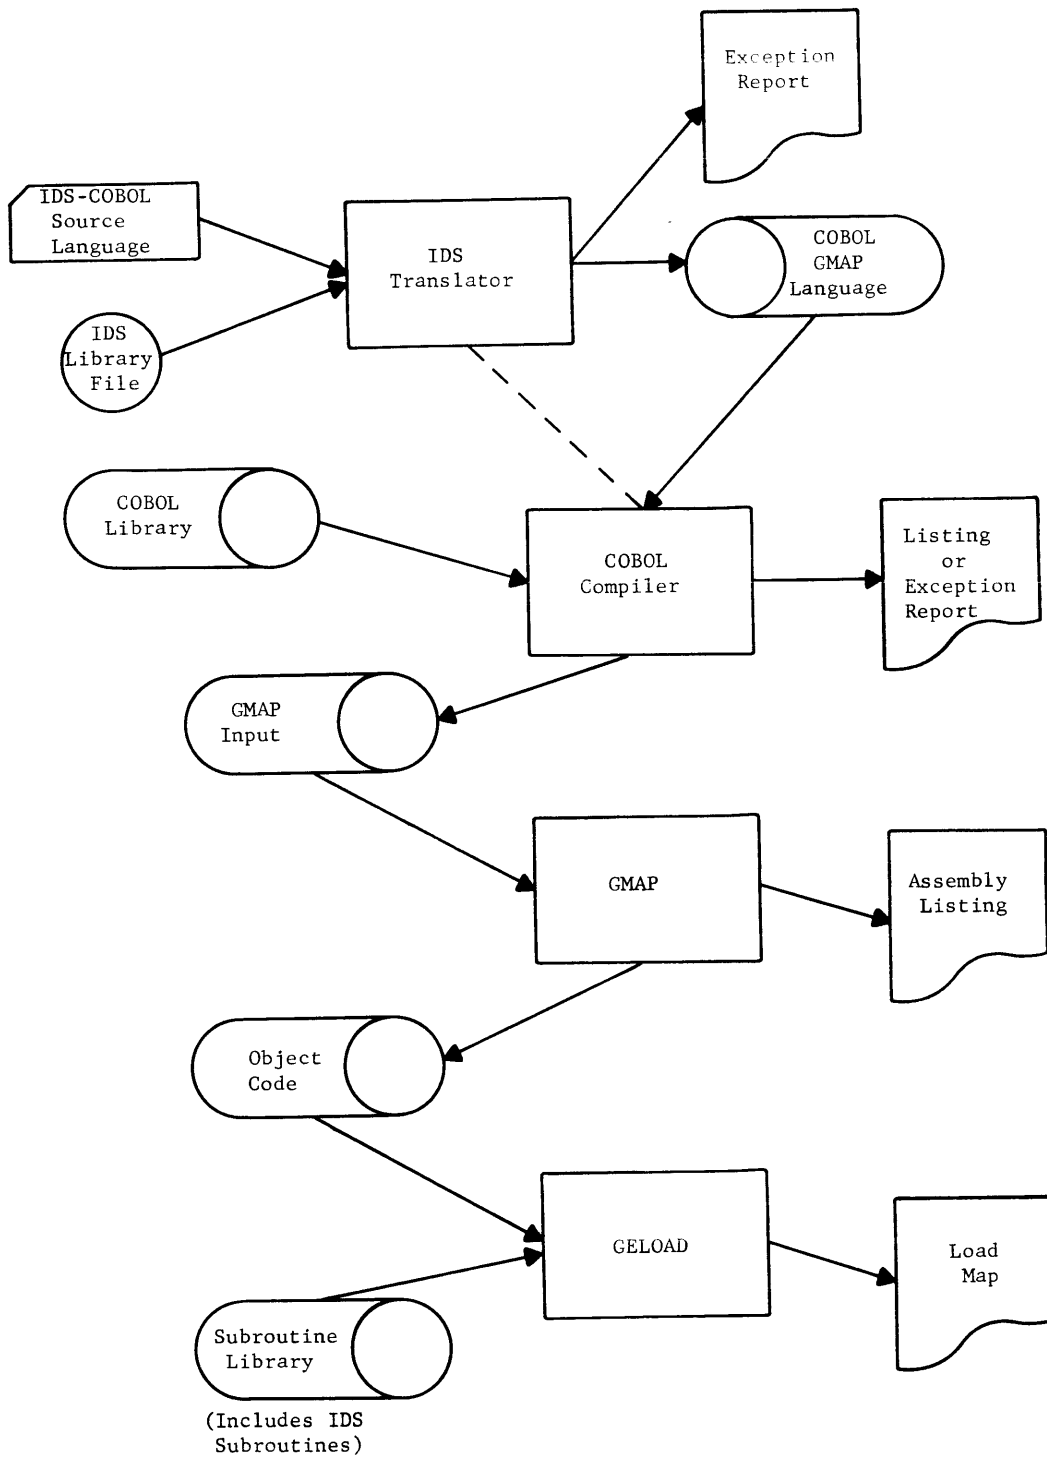 Exception
Report
IDS-COBOL
Source
Language
IDS
Translator
COBOL
GMAP
Language
IDS
Library
File
COBOL
Library
COBOL
Compiler
Listing
or
Exception
Report
GMAP
Input
GMAP
Assembly
Listing
Object
Code
GELOAD
Load
Map
Subroutine
Library
(Includes IDS
Subroutines)